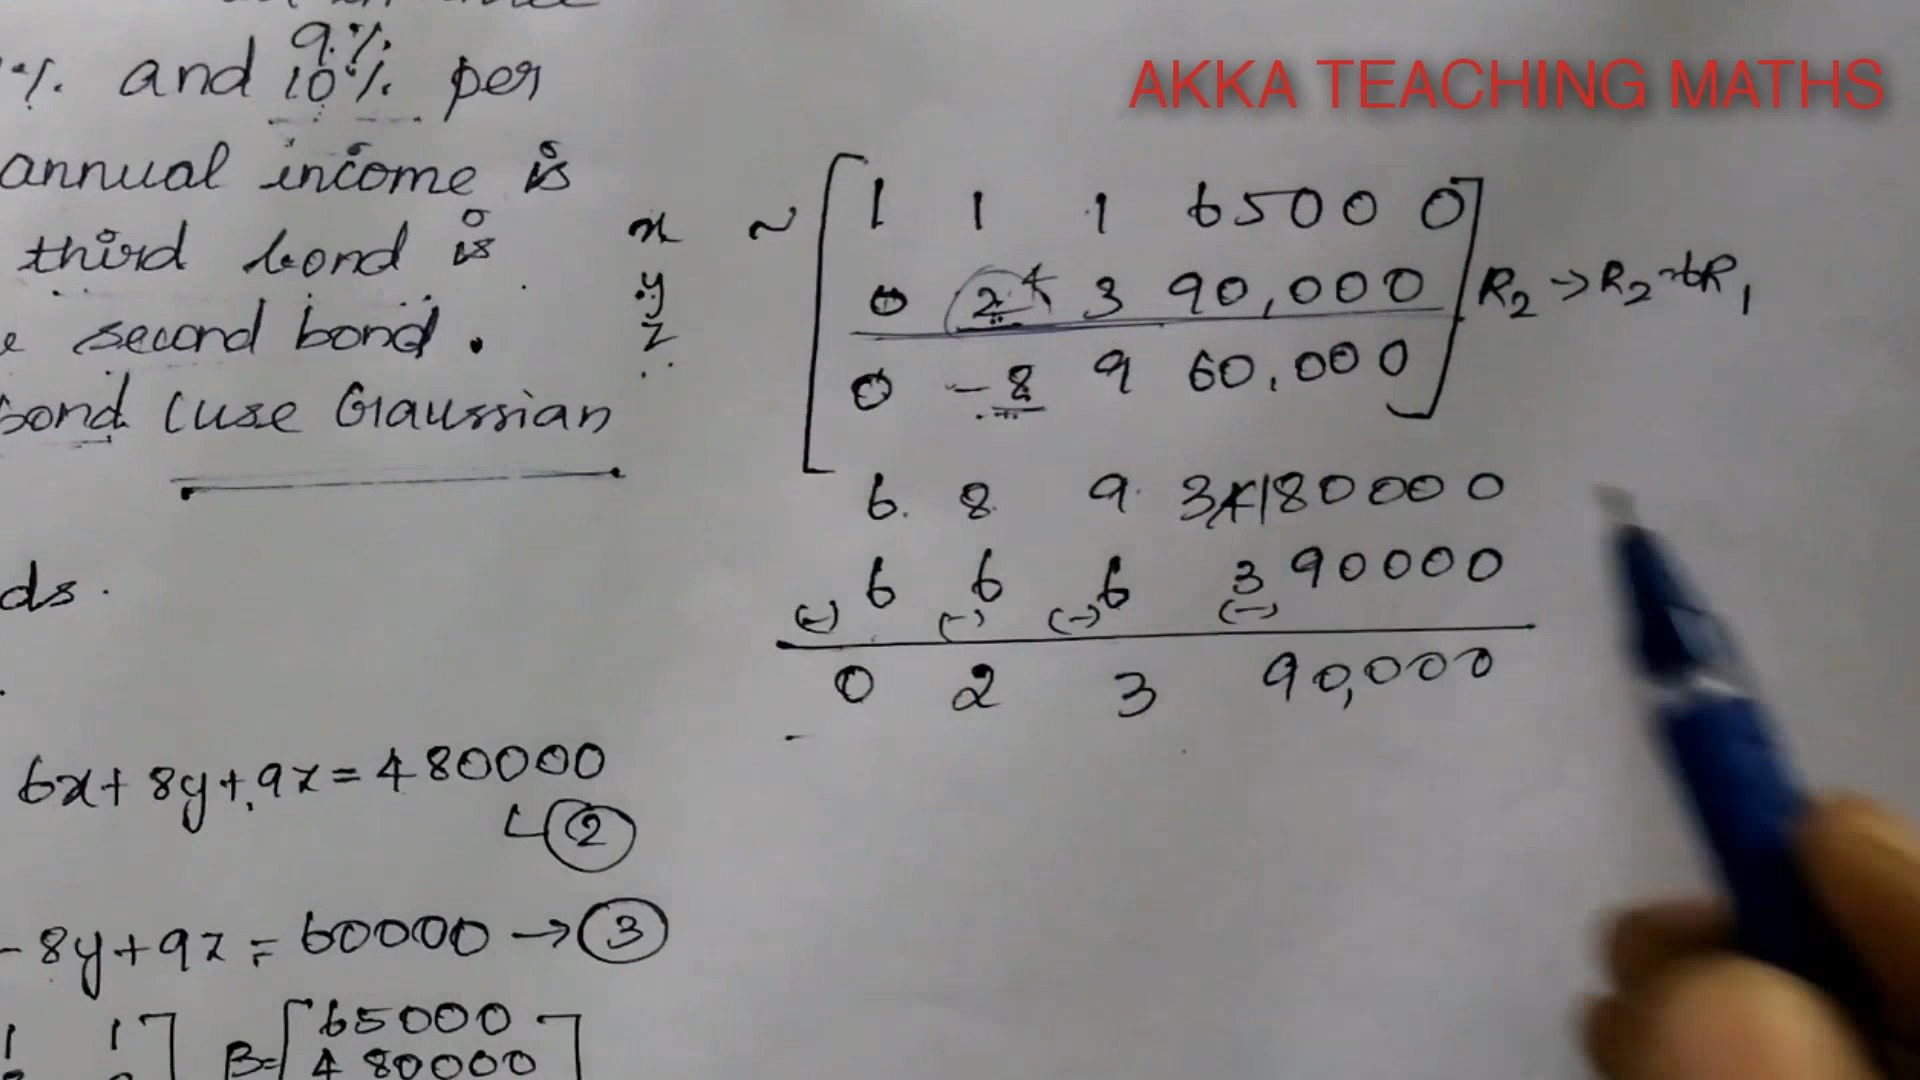 9%
%. and 10% per
annual income is
third bond is
second bond.
bond (use Gaussian
ds.
6x + 8y + 9z = 480000
2
- 8y + 9z = 60000 → 3
1 1
B = 65000
480000
AKKA TEACHING MATHS
x
y
z
~ 1 1 1 65000
0 2 3 90,000 R2 → R2 - 6R1
0 -8 9 60,000
6 8 9 480000
6 6 6 390000
(-) (-) (-) (-)
0 2 3 90,000